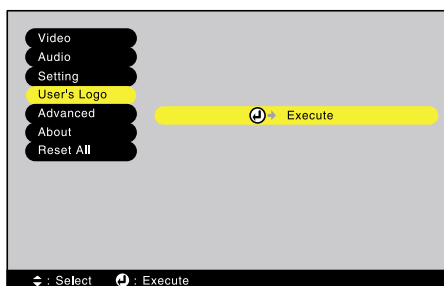 Video
Audio
Setting
User's Logo
Advanced
Execute
About
Reset All
: Select : Execute